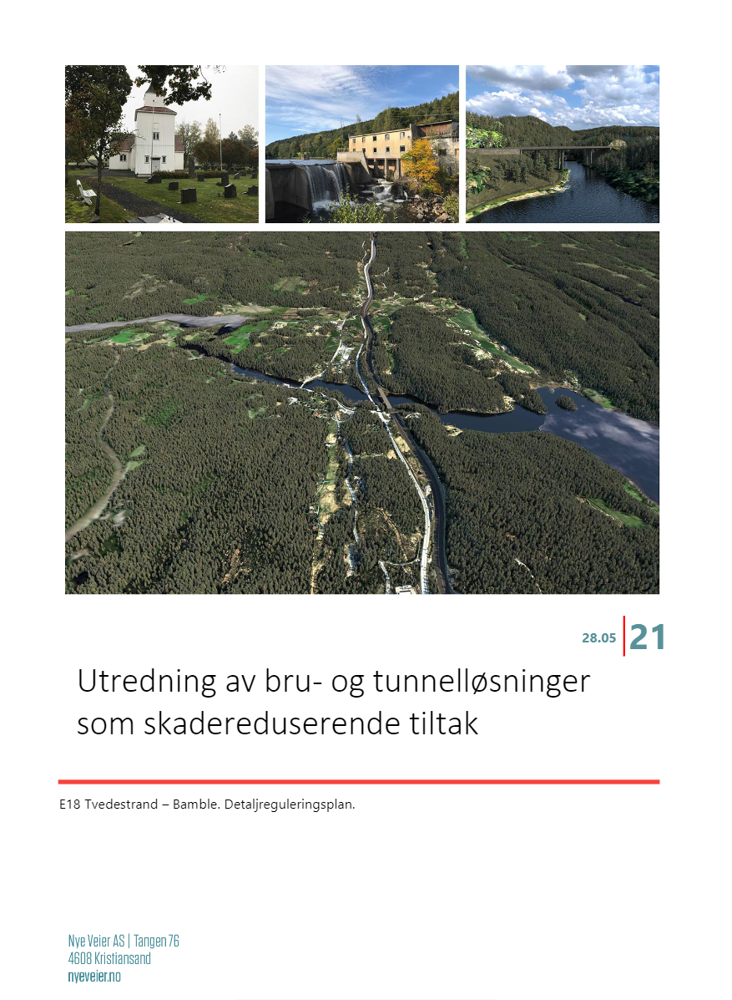 28.05 21
Utredning av bru- og tunnelløsninger
som skadereduserende tiltak
E18 Tvedestrand – Bamble. Detaljreguleringsplan.
Nye Veier AS | Tangen 76
4608 Kristiansand
nyeveier.no